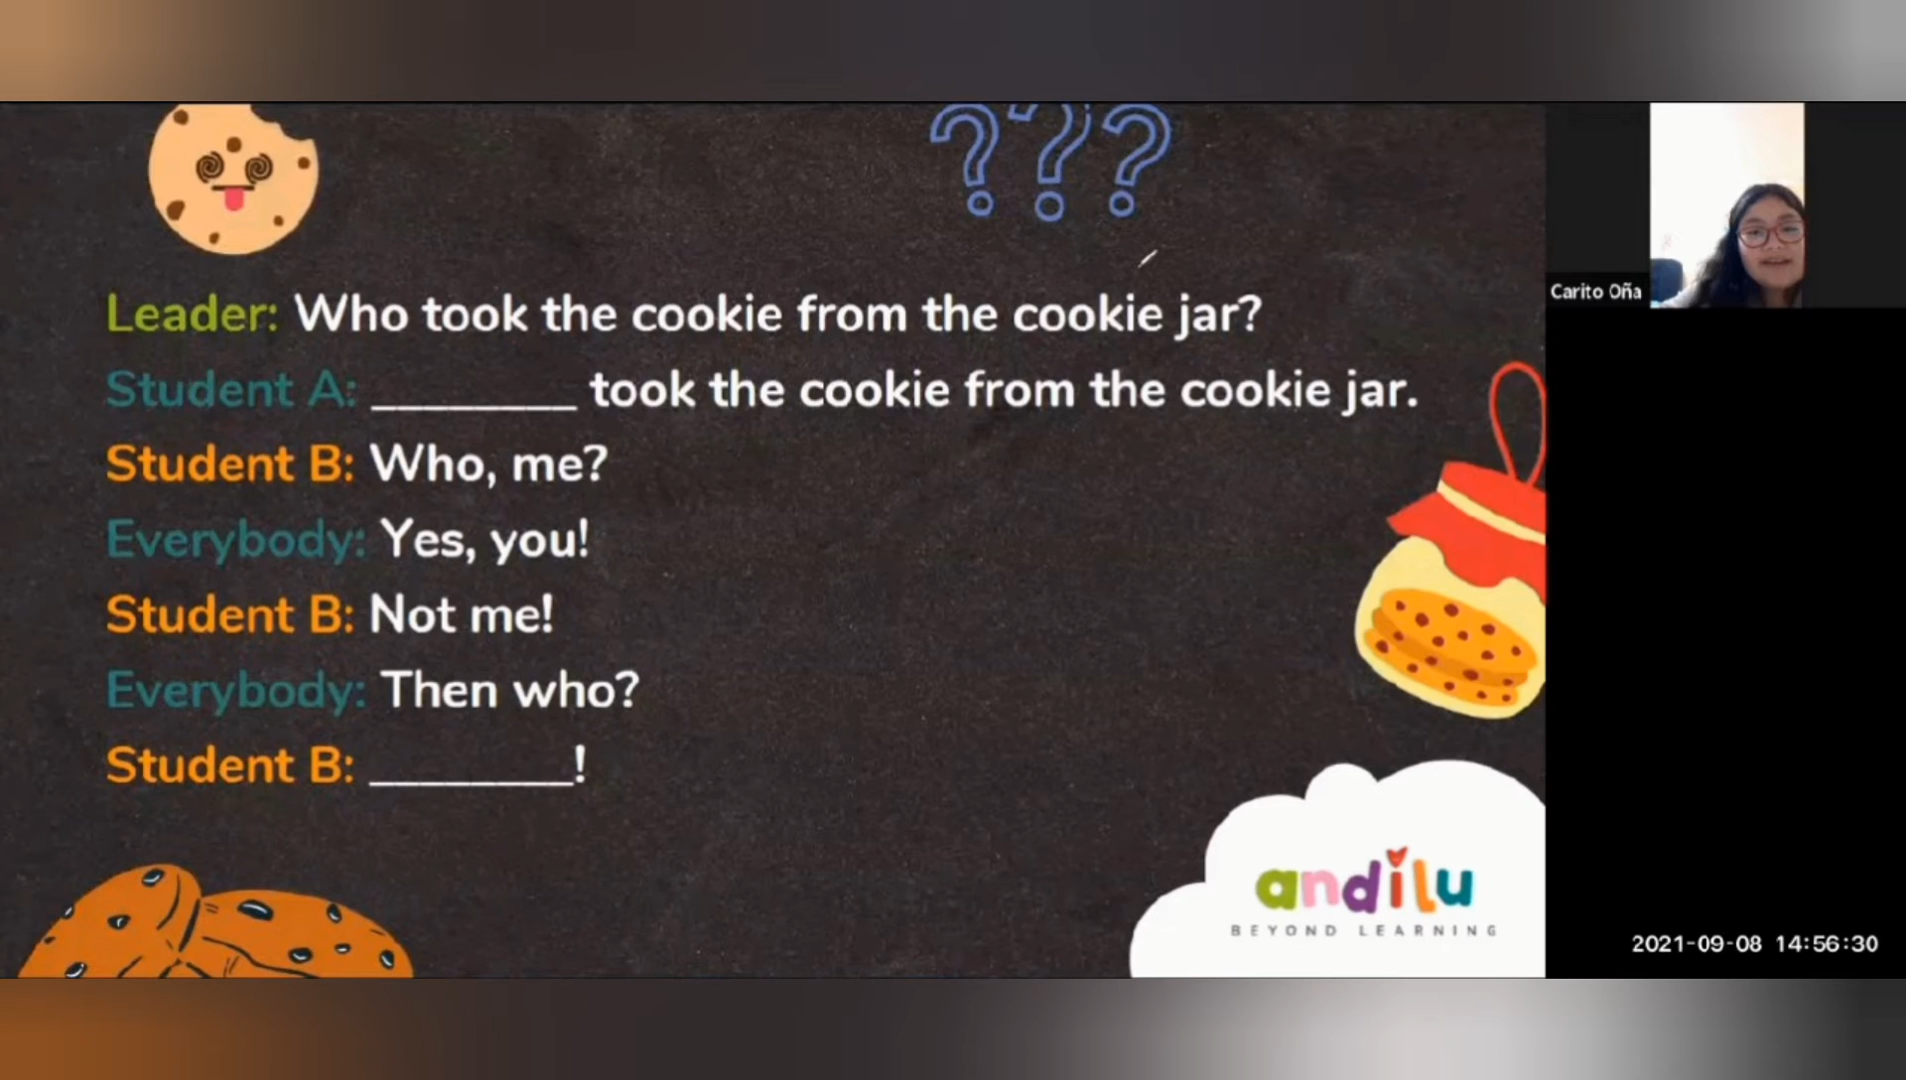 ???
Leader: Who took the cookie from the cookie jar?
Student A: ________ took the cookie from the cookie jar.
Student B: Who, me?
Everybody: Yes, you!
Student B: Not me!
Everybody: Then who?
Student B: ________!
andilu
BEYOND LEARNING
Carito Oña
2021-09-08 14:56:30